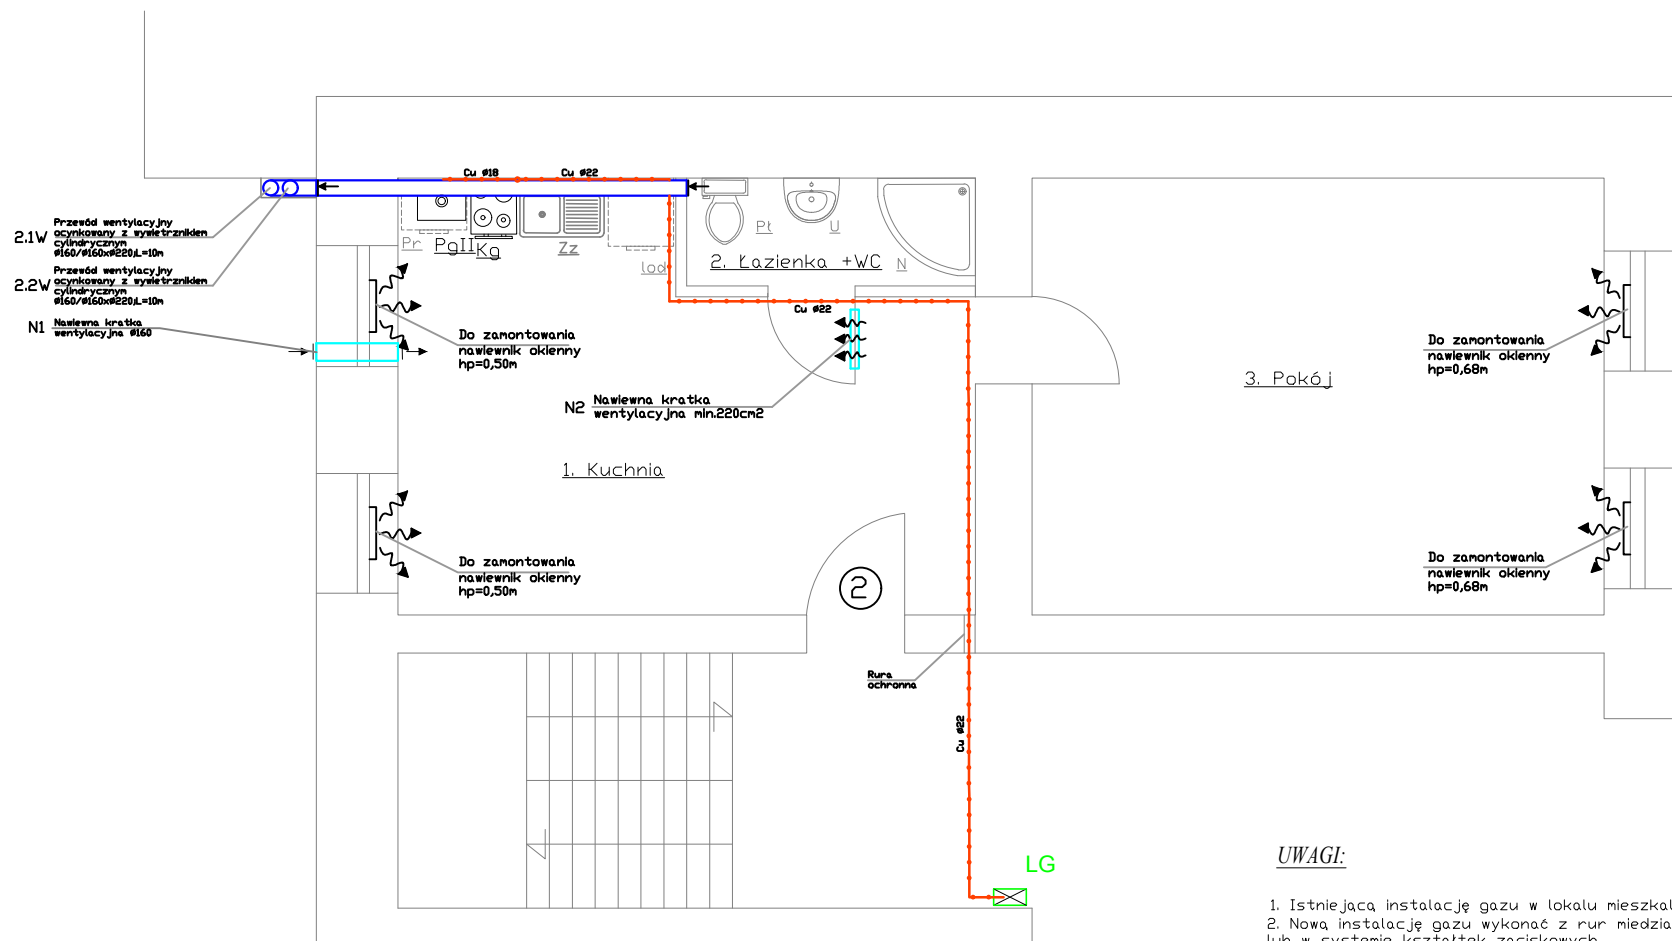 Cu ø18
Cu ø22
Przewód wentylacyjny
ocynkowany z wywietrznikiem
cylindrycznym
ø160/ø160xø220;L=10m
2.1W
Przewód wentylacyjny
ocynkowany z wywietrznikiem
cylindrycznym
ø160/ø160xø220;L=10m
2.2W
N1
Nawiewna kratka
wentylacyjna ø160
Pr
PgII
Kg
Zz
lod
Pł
U
N
2. Łazienka +WC
Cu ø22
Do zamontowania
nawiewnik okienny
hp=0,50m
Do zamontowania
nawiewnik okienny
hp=0,68m
3. Pokój
N2
Nawiewna kratka
wentylacyjna min.220cm2
1. Kuchnia
Do zamontowania
nawiewnik okienny
hp=0,50m
Do zamontowania
nawiewnik okienny
hp=0,68m
2
Rura
ochronna
Cu ø22
LG
UWAGI:
1. Istniejącą instalację gazu w lokalu mieszkal
2. Nową instalację gazu wykonać z rur miedzia
lub w systemie kształtek zaciskowych